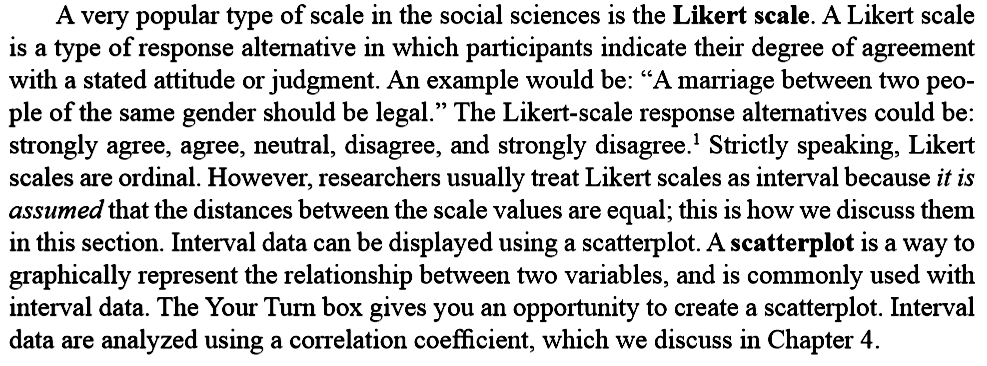 A very popular type of scale in the social sciences is the Likert scale. A Likert scale
is a type of response alternative in which participants indicate their degree of agreement
with a stated attitude or judgment. An example would be: “A marriage between two peo-
ple of the same gender should be legal.” The Likert-scale response alternatives could be:
strongly agree, agree, neutral, disagree, and strongly disagree.¹ Strictly speaking, Likert
scales are ordinal. However, researchers usually treat Likert scales as interval because it is
assumed that the distances between the scale values are equal; this is how we discuss them
in this section. Interval data can be displayed using a scatterplot. A scatterplot is a way to
graphically represent the relationship between two variables, and is commonly used with
interval data. The Your Turn box gives you an opportunity to create a scatterplot. Interval
data are analyzed using a correlation coefficient, which we discuss in Chapter 4.